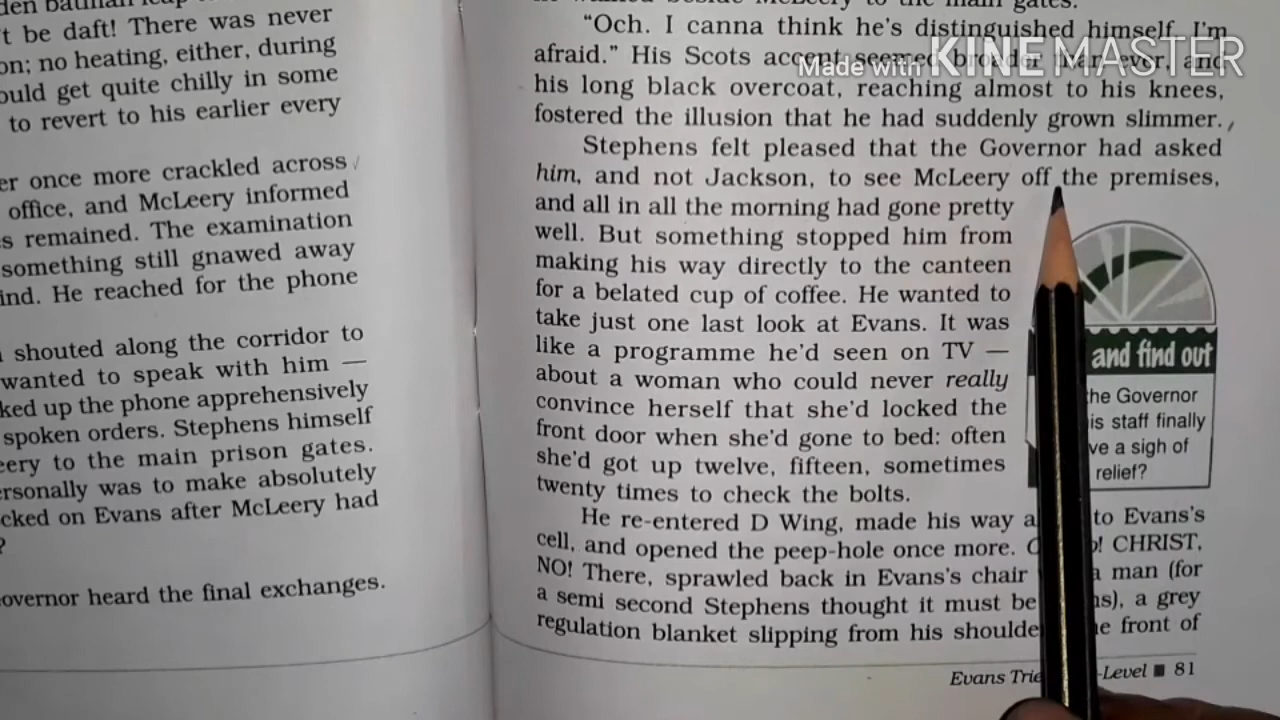 't be daft! There was never
on; no heating, either, during
ould get quite chilly in some
to revert to his earlier every
er once more crackled across
office, and McLeery informed
s remained. The examination
something still gnawed away
ind. He reached for the phone
shouted along the corridor to
wanted to speak with him —
ked up the phone apprehensively
spoken orders. Stephens himself
eery to the main prison gates.
ersonally was to make absolutely
cked on Evans after McLeery had
?
overnor heard the final exchanges.
"Och. I canna think he's distinguished himself, I'm
afraid." His Scots accent seemed broader than ever, and
his long black overcoat, reaching almost to his knees,
fostered the illusion that he had suddenly grown slimmer.
Stephens felt pleased that the Governor had asked
him, and not Jackson, to see McLeery off the premises,
and all in all the morning had gone pretty
well. But something stopped him from
making his way directly to the canteen
for a belated cup of coffee. He wanted to
take just one last look at Evans. It was
like a programme he'd seen on TV —
about a woman who could never really
convince herself that she'd locked the
front door when she'd gone to bed: often
she'd got up twelve, fifteen, sometimes
twenty times to check the bolts.
He re-entered D Wing, made his way to Evans's
cell, and opened the peep-hole once more. CHRIST,
NO! There, sprawled back in Evans's chair a man (for
a semi second Stephens thought it must be ns), a grey
regulation blanket slipping from his shoulde e front of
and find out
he Governor
is staff finally
ve a sigh of
relief?
Evans Trie -Level ■ 81
Made with KINEMASTER